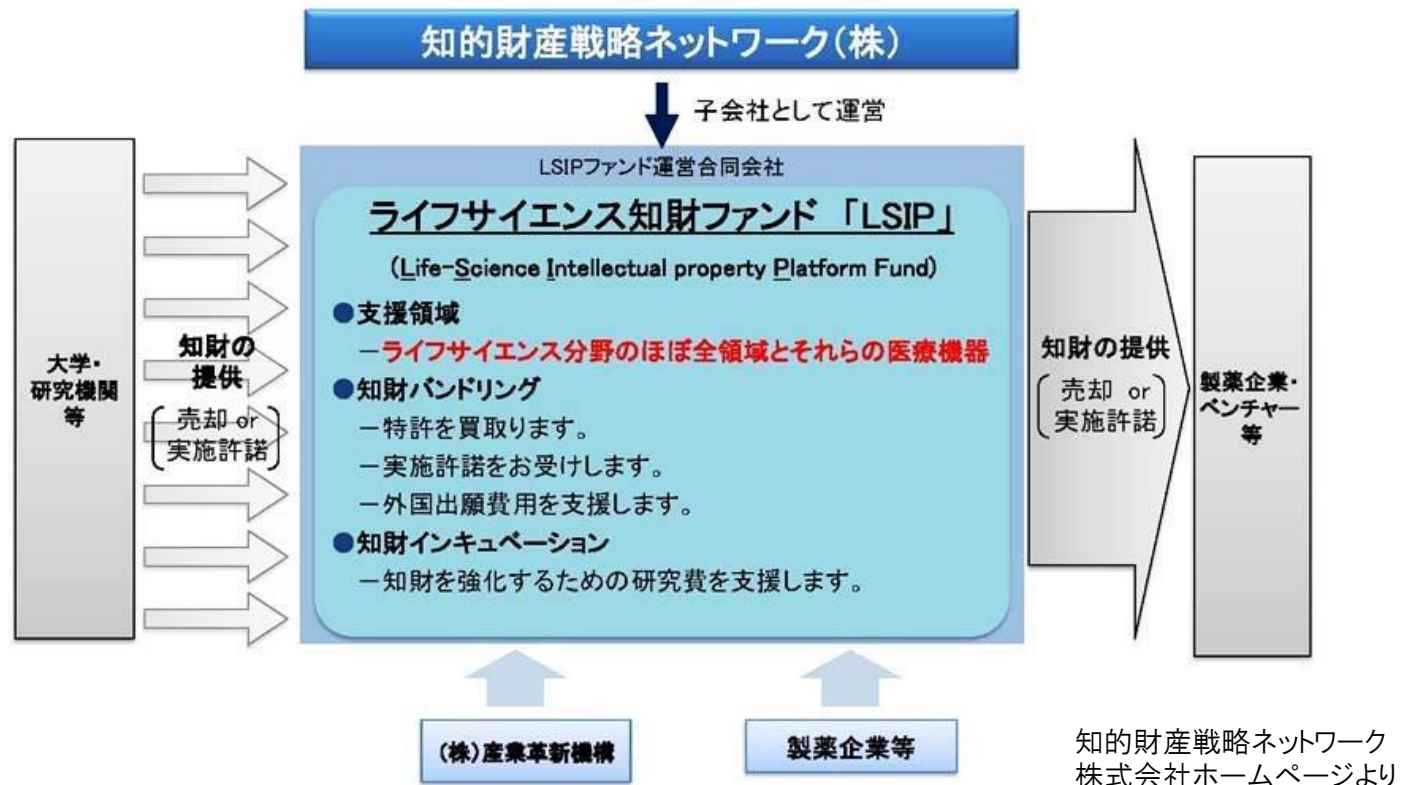 知的財産戦略ネットワーク(株)
子会社として運営
LSIPファンド運営合同会社
ライフサイエンス知財ファンド 「LSIP」
(Life-Science Intellectual property Platform Fund)
●支援領域
－ライフサイエンス分野のほぼ全領域とそれらの医療機器
●知財バンドリング
－特許を買取ります。
－実施許諾をお受けします。
－外国出願費用を支援します。
●知財インキュベーション
－知財を強化するための研究費を支援します。
大学・
研究機関
等
知財の
提供
売却 or
実施許諾
知財の提供
売却 or
実施許諾
製薬企業・
ベンチャー
等
(株)産業革新機構
製薬企業等
知的財産戦略ネットワーク
株式会社ホームページより